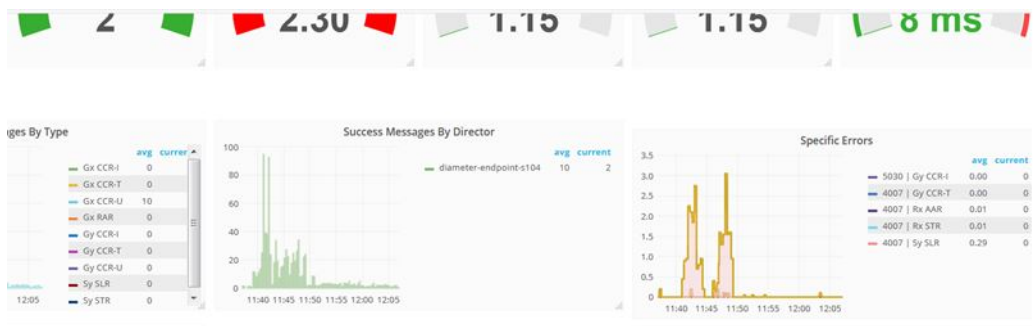 2
2.30
1.15
1.15
8 ms
ges By Type
avg curren
Gx CCR-I 0
Gx CCR-T 0
Gx CCR-U 10
Gx RAR 0
Gy CCR-I 0
Gy CCR-T 0
Gy CCR-U 0
Sy SLR 0
Sy STR 0
12:05
Success Messages By Director
avg current
diameter-endpoint-s104 10 2
100
80
60
40
20
0
11:40 11:45 11:50 11:55 12:00 12:05
Specific Errors
avg current
5030 | Gy CCR-I 0.00 0
4007 | Gy CCR-T 0.00 0
4007 | Rx AAR 0.01 0
4007 | Rx STR 0.01 0
4007 | Sy SLR 0.29 0
3.5
3.0
2.5
2.0
1.5
1.0
0.5
0
11:40 11:45 11:50 11:55 12:00 12:05